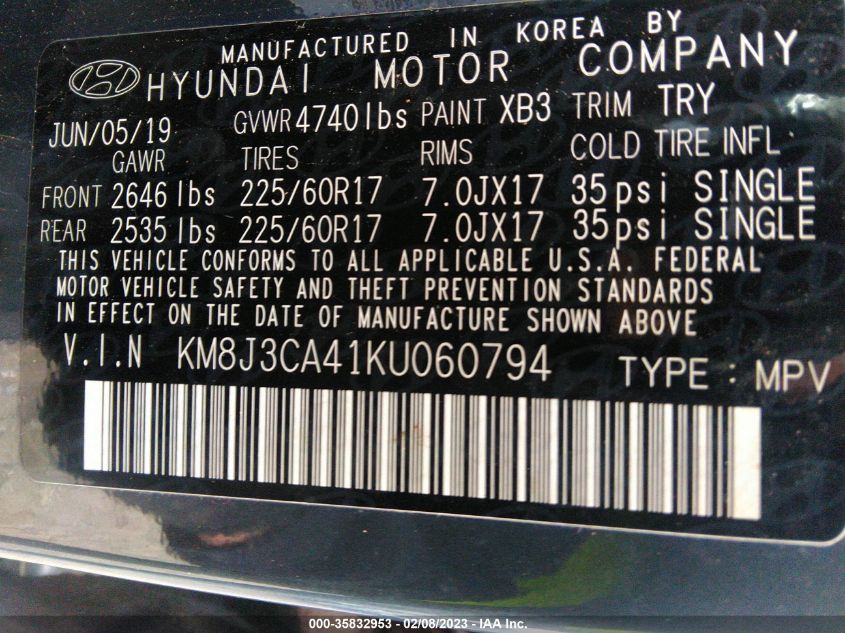 MANUFACTURED IN KOREA BY
HYUNDAI MOTOR COMPANY
JUN/05/19 GVWR 4740 lbs PAINT XB3 TRIM TRY
GAWR TIRES RIMS COLD TIRE INFL
FRONT 2646 lbs 225/60R17 7.0JX17 35psi SINGLE
REAR 2535 lbs 225/60R17 7.0JX17 35psi SINGLE
THIS VEHICLE CONFORMS TO ALL APPLICABLE U.S.A. FEDERAL
MOTOR VEHICLE SAFETY AND THEFT PREVENTION STANDARDS
IN EFFECT ON THE DATE OF MANUFACTURE SHOWN ABOVE
V.I.N KM8J3CA41KU060794 TYPE : MPV
000-35832953 - 02/08/2023 - IAA Inc.